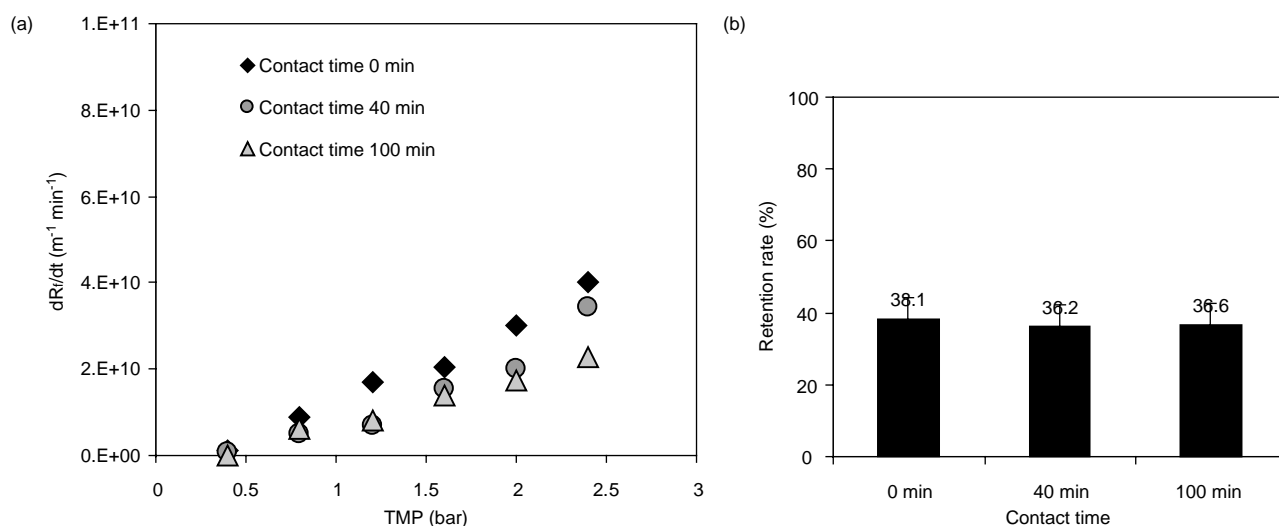 (a)
1.E+11
8.E+10
6.E+10
4.E+10
2.E+10
0.E+00
dRf/dt (m-1 min-1)
Contact time 0 min
Contact time 40 min
Contact time 100 min
0 0.5 1 1.5 2 2.5 3
TMP (bar)
(b)
100
80
60
40
20
0
Retention rate (%)
38.1 36.2 36.6
0 min 40 min 100 min
Contact time